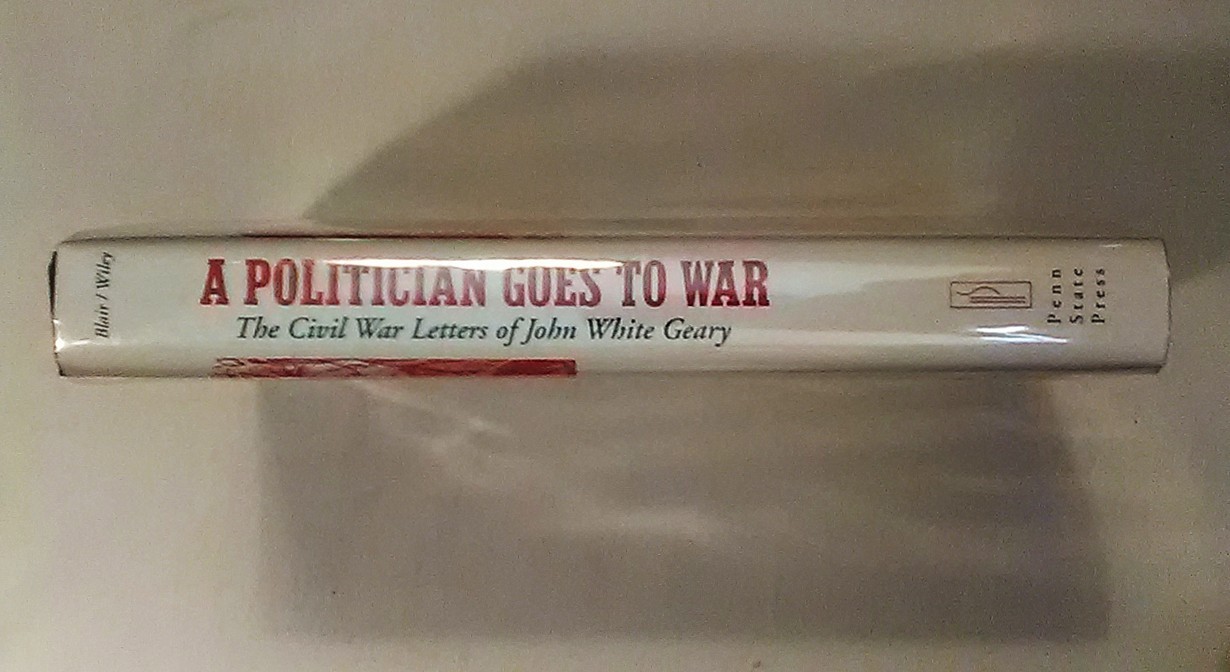 Blair / Wiley
A POLITICIAN GOES TO WAR
The Civil War Letters of John White Geary
Penn
State
Press